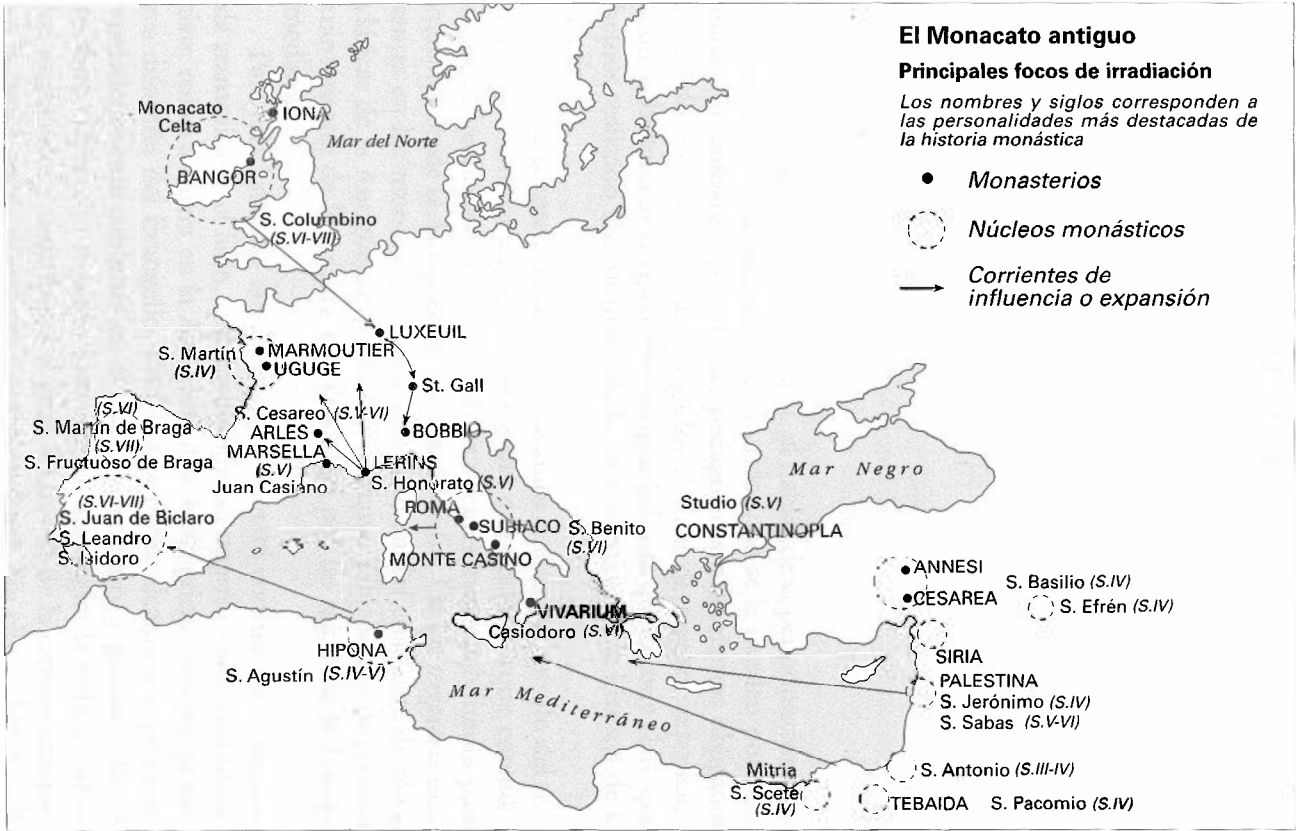 El Monacato antiguo
Principales focos de irradiación
Los nombres y siglos corresponden a
las personalidades más destacadas de
la historia monástica
Monasterios
Núcleos monásticos
Corrientes de
influencia o expansión
Monacato
Celta
IONA
Mar del Norte
BANGOR
S. Columbino
(S.VI-VII)
LUXEUIL
MARMOUTIER
S. Martín
(S.IV)
UGUGE
St. Gall
(S.VI)
S. Martín de Braga
(S.VII)
S. Fructuoso de Braga
S. Cesareo (S.V-VI)
ARLES
BOBBIO
MARSELLA
(S.V)
Juan Casiano
LERINS
S. Honorato (S.V)
(S.VI-VII)
S. Juan de Biclaro
S. Leandro
S. Isidoro
ROMA
SUBIACO
S. Benito
(S.VI)
MONTE CASINO
Mar Negro
Studio (S.V)
CONSTANTINOPLA
ANNESI
S. Basilio (S.IV)
CESAREA
S. Efrén (S.IV)
VIVARIUM
Casiodoro (S.VI)
HIPONA
S. Agustín (S.IV-V)
SIRIA
PALESTINA
S. Jerónimo (S.IV)
S. Sabas (S.V-VI)
Mar Mediterráneo
Mitria
S. Scete
(S.IV)
S. Antonio (S.III-IV)
TEBAIDA S. Pacomio (S.IV)